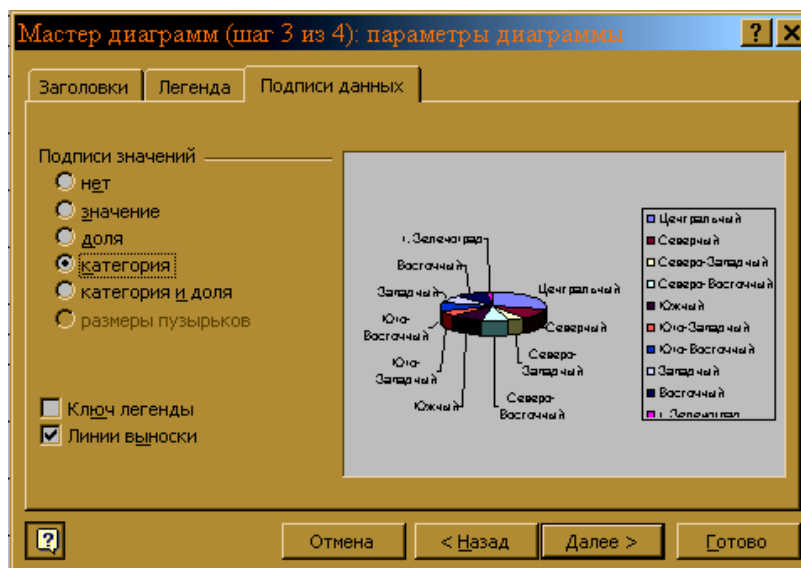 Мастер диаграмм (шаг 3 из 4): параметры диаграммы
Заголовки
Легенда
Подписи данных
Подписи значений
нет
значение
доля
категория
категория и доля
размеры пузырьков
Ключ легенды
Линии выноски
г. Зеленоград
Восточный
Западный
Юго-
Восточный
Юго-
Западный
Южный
Северо-
Восточный
Северо-
Западный
Северный
Центральный
Центральный
Северный
Северо-Западный
Северо-Восточный
Южный
Юго-Западный
Юго-Восточный
Западный
Восточный
г. Зеленоград
Отмена
< Назад
Далее >
Готово